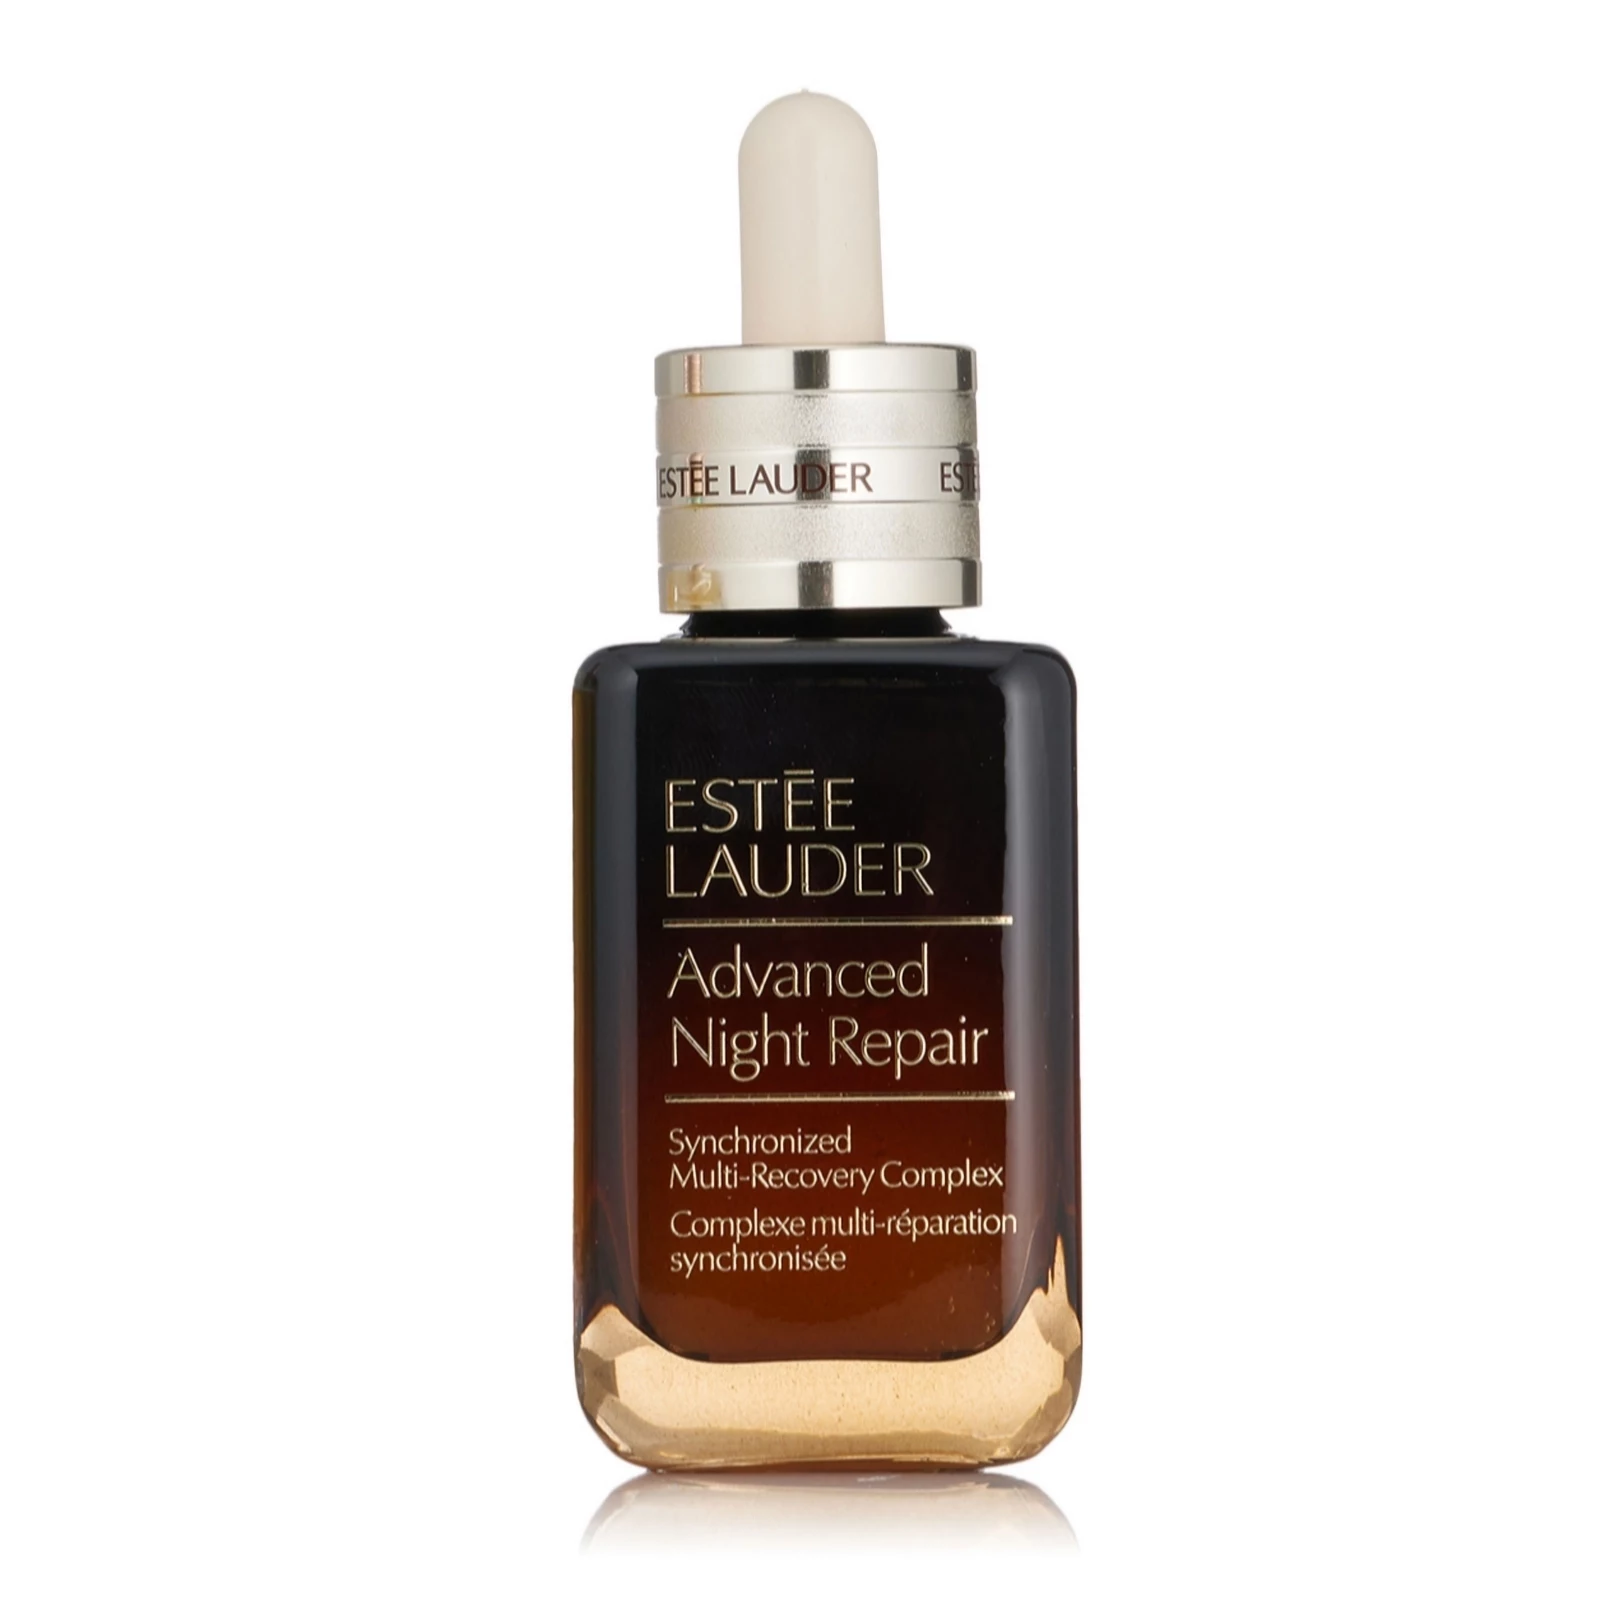 ESTĒE LAUDER
ESTĒE
LAUDER
Advanced
Night Repair
Synchronized
Multi-Recovery Complex
Complexe multi-réparation
synchronisée